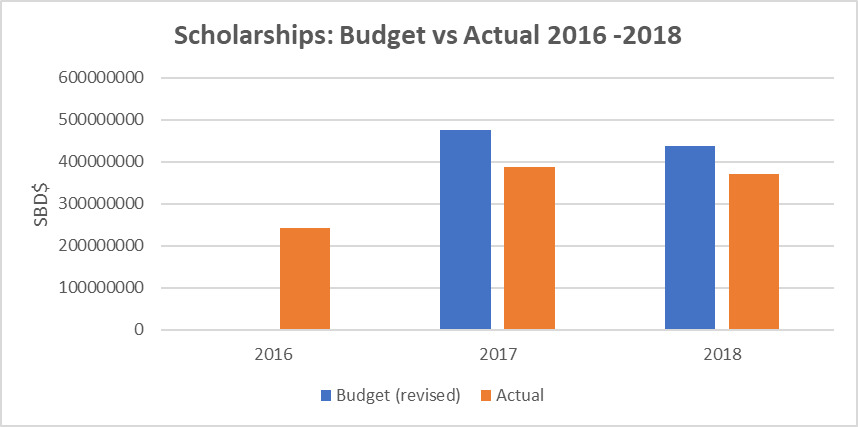 Scholarships: Budget vs Actual 2016 -2018
600000000
500000000
400000000
300000000
200000000
100000000
0
SBD$
2016 2017 2018
Budget (revised) Actual